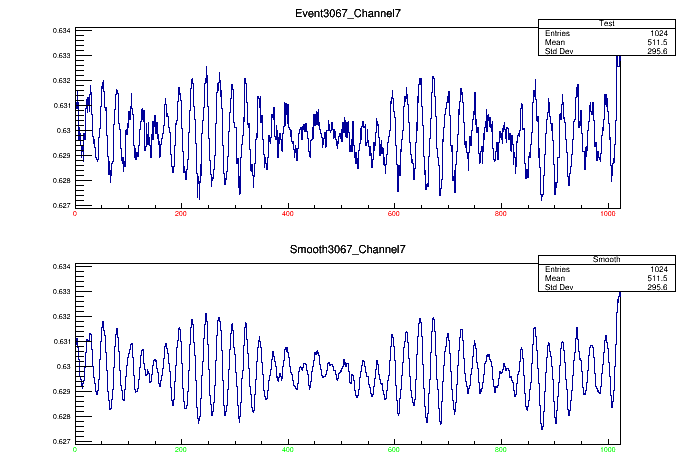 Event3067_Channel7
Test
Entries 1024
Mean 511.5
Std Dev 295.6
0.634
0.633
0.632
0.631
0.63
0.629
0.628
0.627
0 200 400 600 800 1000
Smooth3067_Channel7
Smooth
Entries 1024
Mean 511.5
Std Dev 295.6
0.634
0.633
0.632
0.631
0.63
0.629
0.628
0.627
0 200 400 600 800 1000